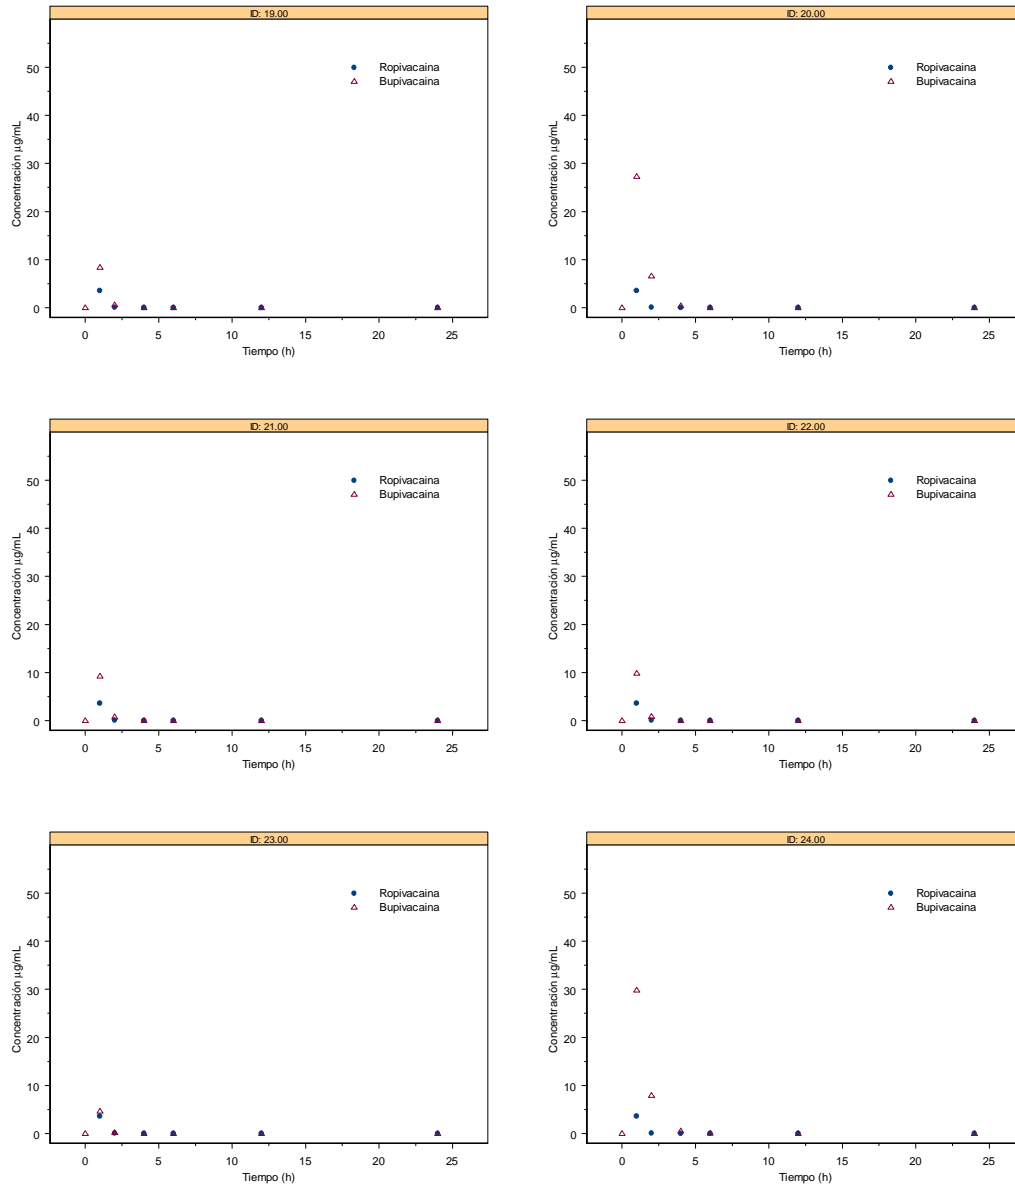 ID: 19.00
50
40
30
20
10
0
Concentración µg/mL
Ropivacaina
Bupivacaina
0 5 10 15 20 25
Tiempo (h)
ID: 20.00
50
40
30
20
10
0
Concentración µg/mL
Ropivacaina
Bupivacaina
0 5 10 15 20 25
Tiempo (h)
ID: 21.00
50
40
30
20
10
0
Concentración µg/mL
Ropivacaina
Bupivacaina
0 5 10 15 20 25
Tiempo (h)
ID: 22.00
50
40
30
20
10
0
Concentración µg/mL
Ropivacaina
Bupivacaina
0 5 10 15 20 25
Tiempo (h)
ID: 23.00
50
40
30
20
10
0
Concentración µg/mL
Ropivacaina
Bupivacaina
0 5 10 15 20 25
Tiempo (h)
ID: 24.00
50
40
30
20
10
0
Concentración µg/mL
Ropivacaina
Bupivacaina
0 5 10 15 20 25
Tiempo (h)